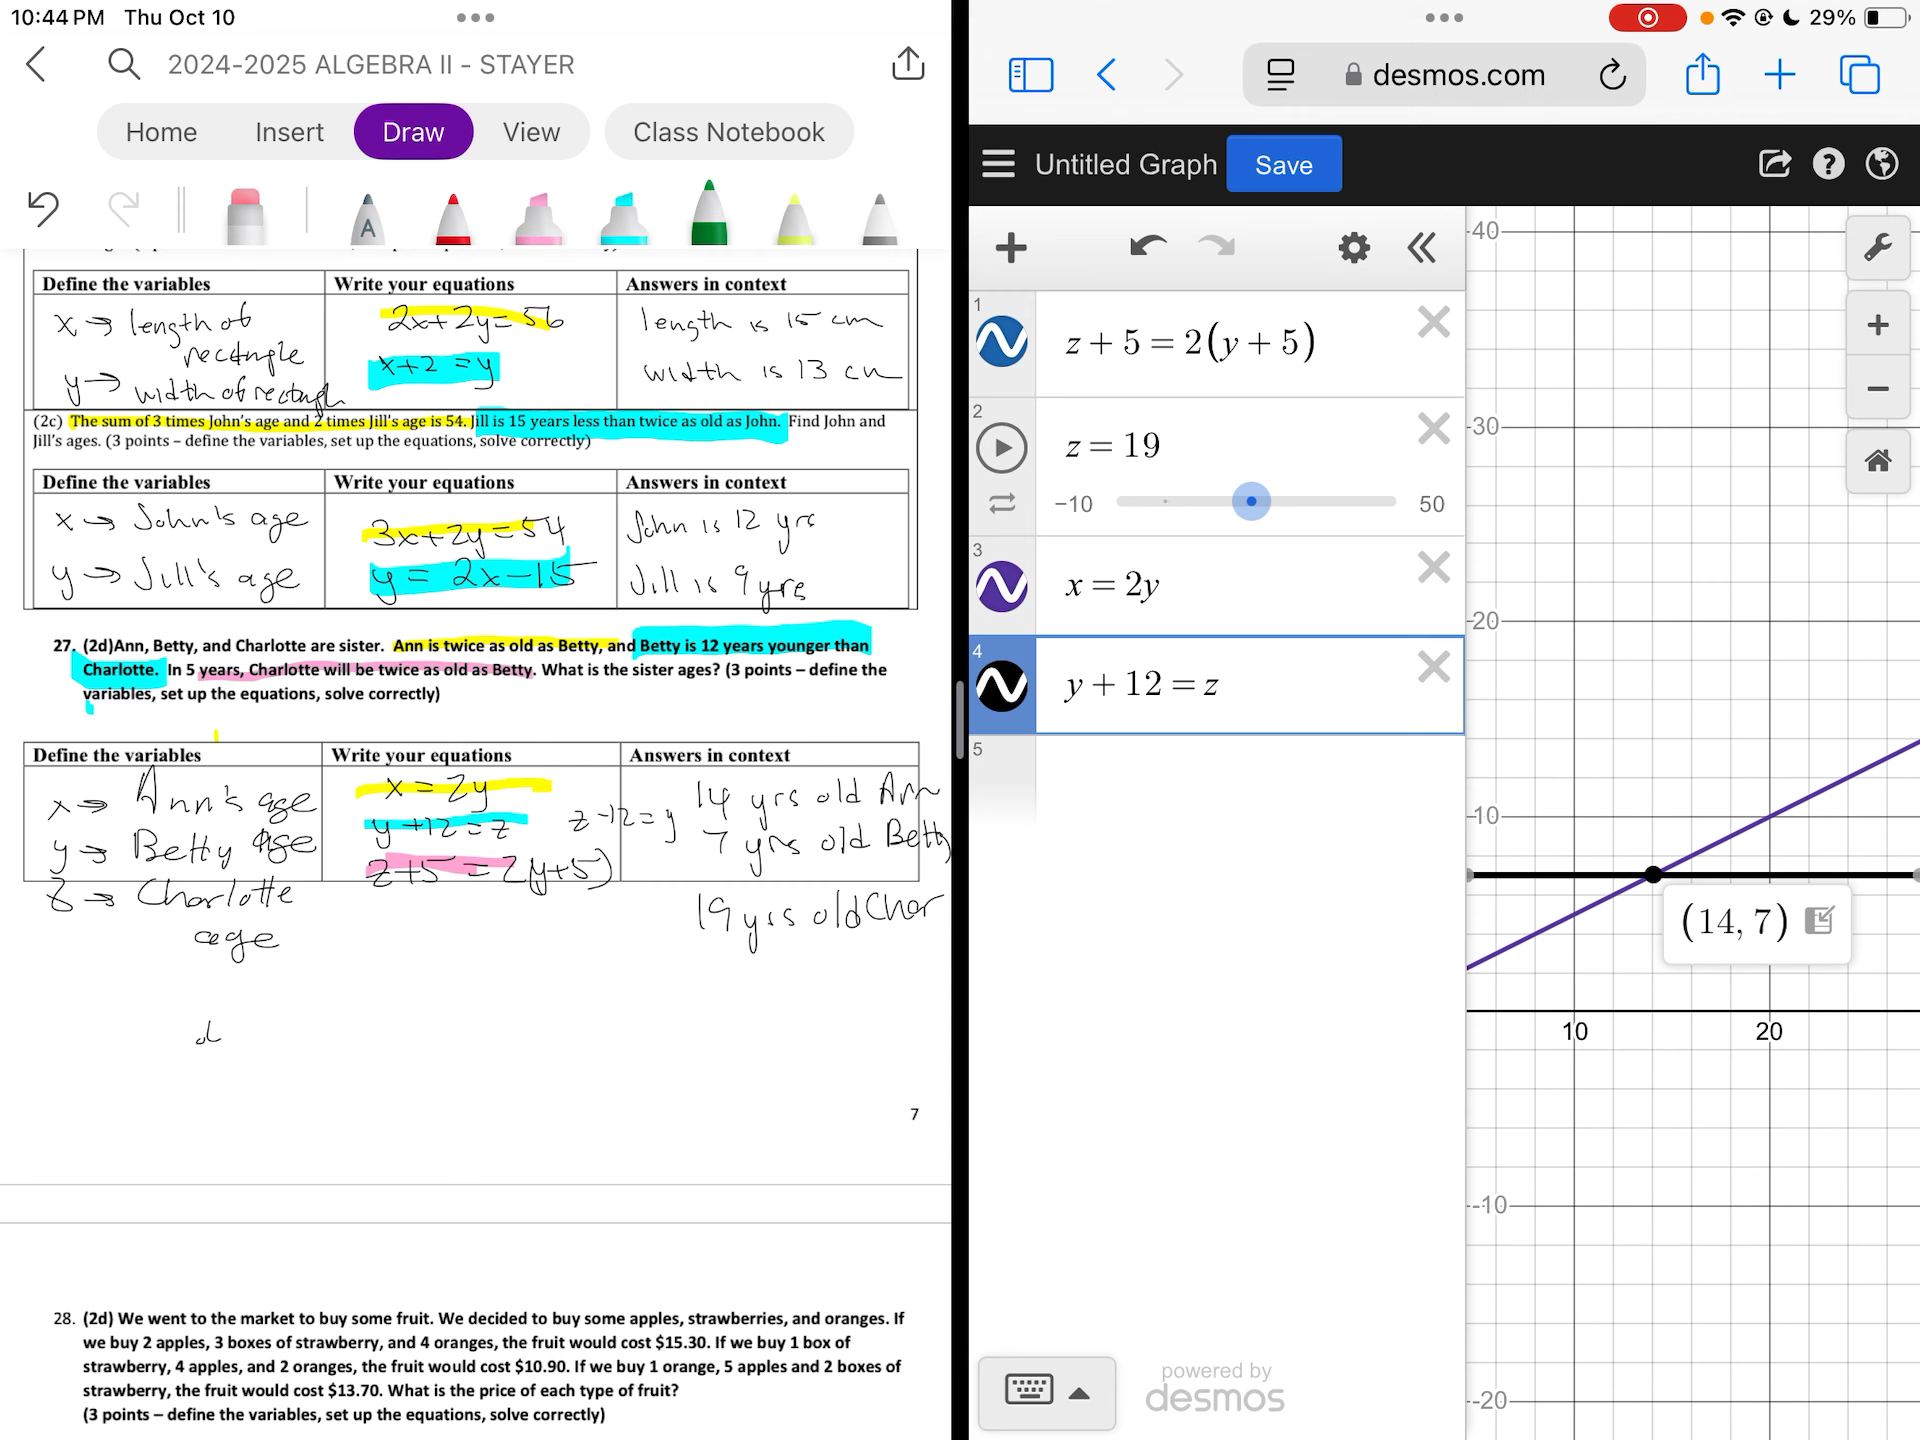 10:44 PM Thu Oct 10
29%
2024-2025 ALGEBRA II - STAYER
Home Insert Draw View Class Notebook
A
Define the variables Write your equations Answers in context
x → length of rectangle
y → width of rectangle
2x+2y=56
x+2=y
length is 15 cm
width is 13 cm
(2c) The sum of 3 times John's age and 2 times Jill's age is 54. Jill is 15 years less than twice as old as John. Find John and
Jill's ages. (3 points – define the variables, set up the equations, solve correctly)
Define the variables Write your equations Answers in context
x → John's age
y → Jill's age
3x+2y=54
y = 2x-15
John is 12 yrs
Jill is 9 yrs
27. (2d)Ann, Betty, and Charlotte are sister. Ann is twice as old as Betty, and Betty is 12 years younger than
Charlotte. In 5 years, Charlotte will be twice as old as Betty. What is the sister ages? (3 points – define the
variables, set up the equations, solve correctly)
Define the variables Write your equations Answers in context
x → Ann's age
y → Betty age
z → Charlotte
age
x = 2y
y+12=z z-12=y
z+5=2(y+5)
14 yrs old Ann
7 yrs old Betty
19 yrs old Char
7
28. (2d) We went to the market to buy some fruit. We decided to buy some apples, strawberries, and oranges. If
we buy 2 apples, 3 boxes of strawberry, and 4 oranges, the fruit would cost $15.30. If we buy 1 box of
strawberry, 4 apples, and 2 oranges, the fruit would cost $10.90. If we buy 1 orange, 5 apples and 2 boxes of
strawberry, the fruit would cost $13.70. What is the price of each type of fruit?
(3 points – define the variables, set up the equations, solve correctly)
desmos.com
Untitled Graph Save
1
z + 5 = 2(y + 5)
2
z = 19
-10 50
3
x = 2y
4
y + 12 = z
5
powered by
desmos
40
30
20
10
(14, 7)
10 20
-10
-20